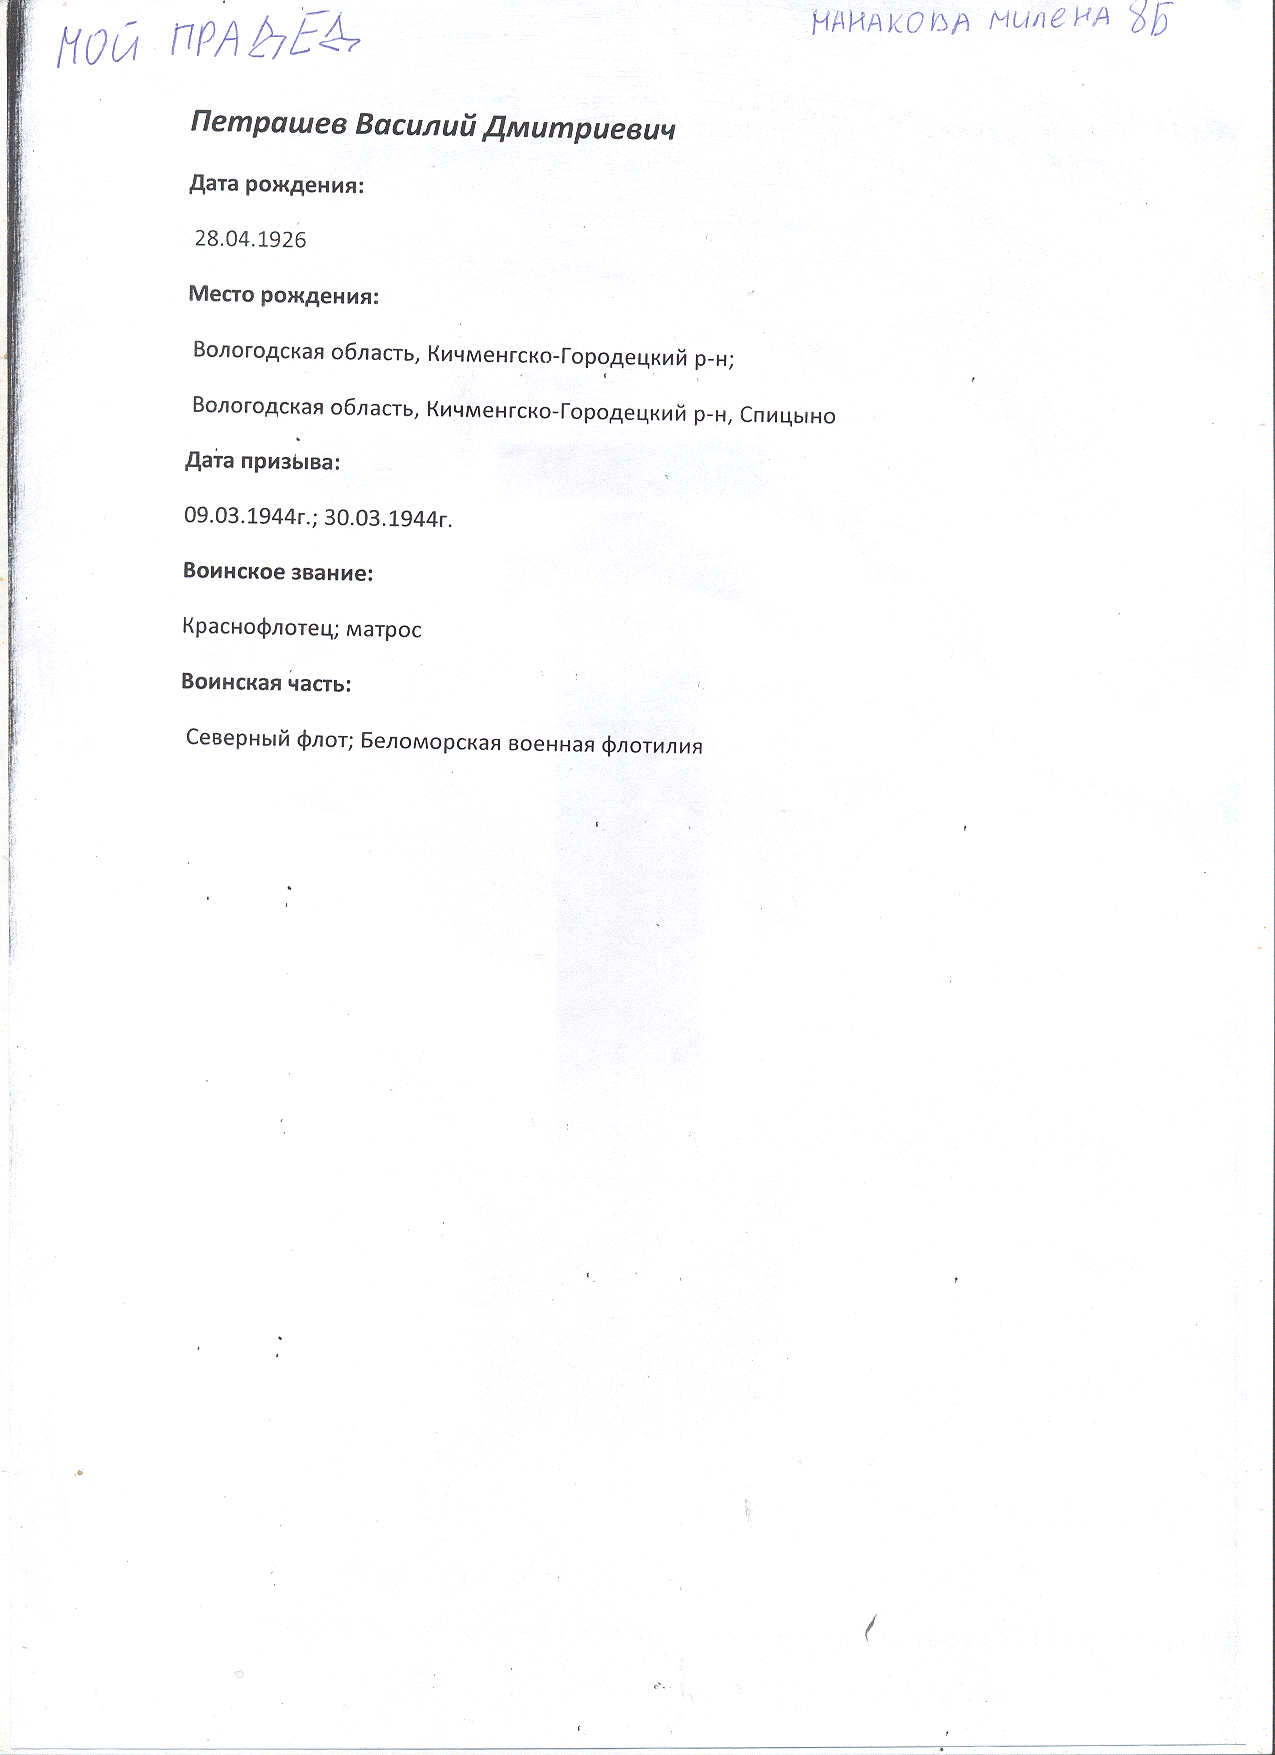 МОЙ ПРАДЕД
МАНАКОВА МИЛЕНА 8Б
Петрашев Василий Дмитриевич
Дата рождения:
28.04.1926
Место рождения:
Вологодская область, Кичменгско-Городецкий р-н;
Вологодская область, Кичменгско-Городецкий р-н, Спицыно
Дата призыва:
09.03.1944г.; 30.03.1944г.
Воинское звание:
Краснофлотец; матрос
Воинская часть:
Северный флот; Беломорская военная флотилия